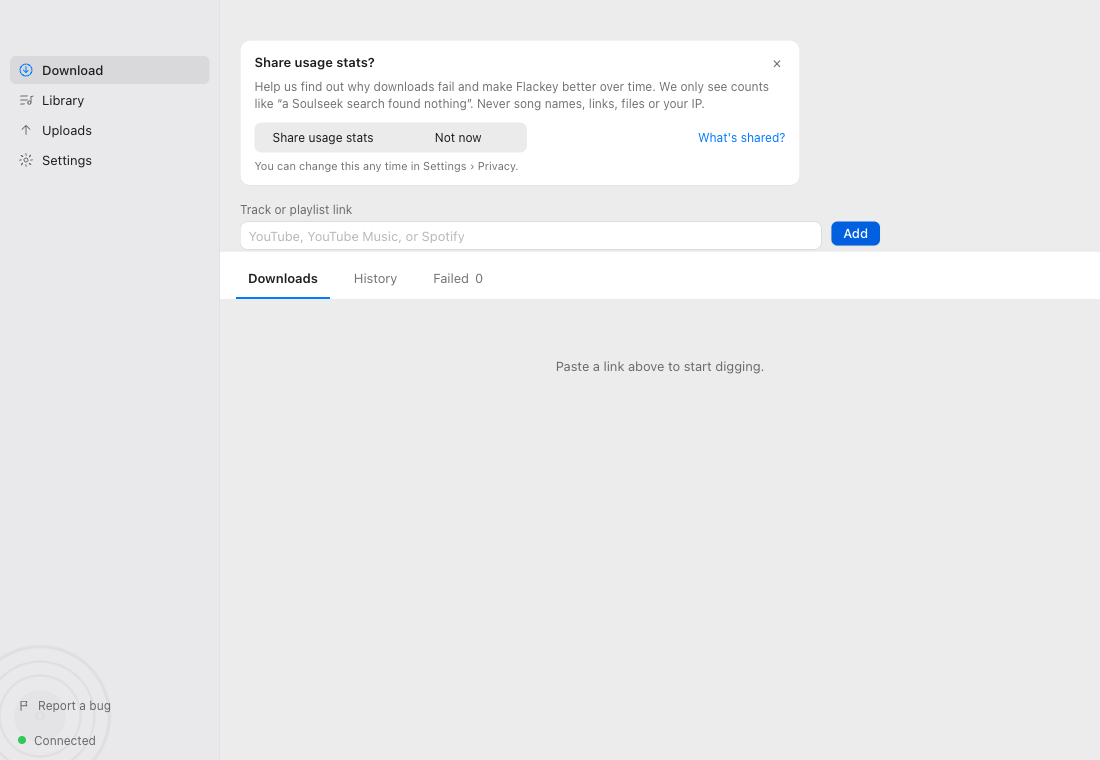 Download
Library
Uploads
Settings
Report a bug
Connected
Share usage stats?
×
Help us find out why downloads fail and make Flackey better over time. We only see counts
like “a Soulseek search found nothing”. Never song names, links, files or your IP.
Share usage stats
Not now
What's shared?
You can change this any time in Settings › Privacy.
Track or playlist link
YouTube, YouTube Music, or Spotify
Add
Downloads
History
Failed 0
Paste a link above to start digging.